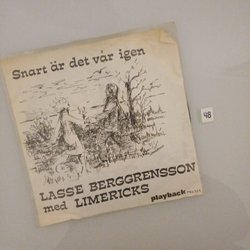 Snart är det vår igen
48
LASSE BERGGRENSSON
med LIMERICKS
playback